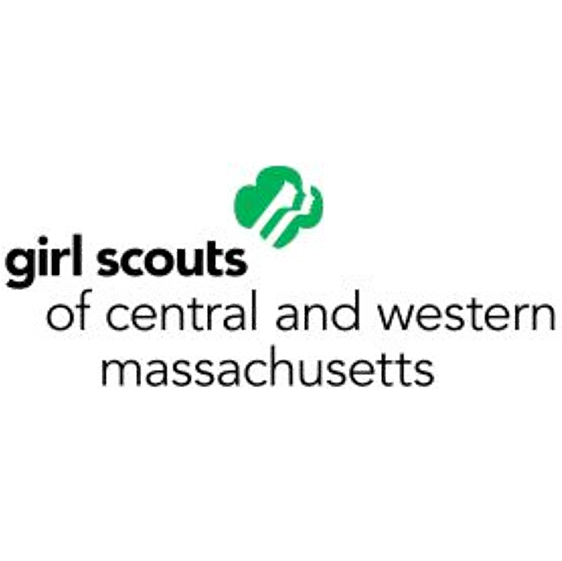 girl scouts
of central and western
massachusetts